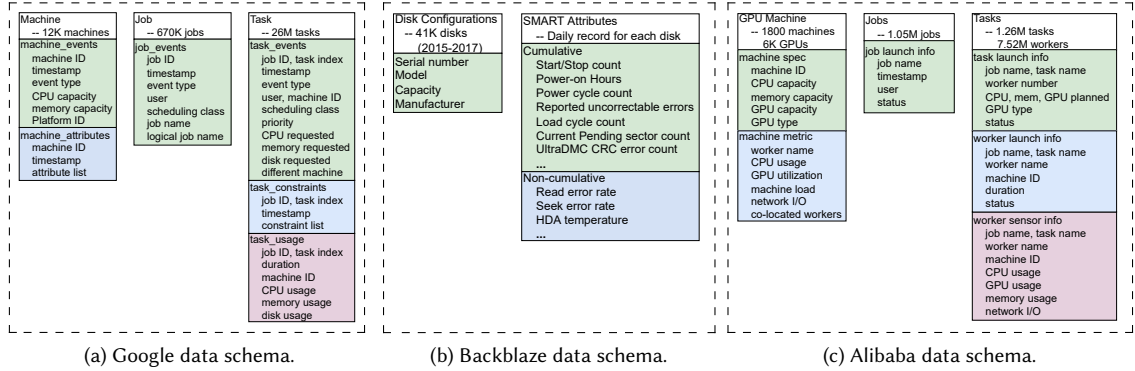 Machine
-- 12K machines
machine_events
machine ID
timestamp
event type
CPU capacity
memory capacity
Platform ID
machine_attributes
machine ID
timestamp
attribute list
Job
-- 670K jobs
job_events
job ID
timestamp
event type
user
scheduling class
job name
logical job name
Task
-- 26M tasks
task_events
job ID, task index
timestamp
event type
user, machine ID
scheduling class
priority
CPU requested
memory requested
disk requested
different machine
task_constraints
job ID, task index
timestamp
constraint list
task_usage
job ID, task index
duration
machine ID
CPU usage
memory usage
disk usage
(a) Google data schema.
Disk Configurations
-- 41K disks
(2015-2017)
Serial number
Model
Capacity
Manufacturer
SMART Attributes
-- Daily record for each disk
Cumulative
Start/Stop count
Power-on Hours
Power cycle count
Reported uncorrectable errors
Load cycle count
Current Pending sector count
UltraDMC CRC error count
...
Non-cumulative
Read error rate
Seek error rate
HDA temperature
...
(b) Backblaze data schema.
GPU Machine
-- 1800 machines
6K GPUs
machine spec
machine ID
CPU capacity
memory capacity
GPU capacity
GPU type
machine metric
worker name
CPU usage
GPU utilization
machine load
network I/O
co-located workers
Jobs
-- 1.05M jobs
job launch info
job name
timestamp
user
status
Tasks
-- 1.26M tasks
7.52M workers
task launch info
job name, task name
worker number
CPU, mem, GPU planned
GPU type
status
worker launch info
job name, task name
worker name
machine ID
duration
status
worker sensor info
job name, task name
worker name
machine ID
CPU usage
GPU usage
memory usage
network I/O
(c) Alibaba data schema.